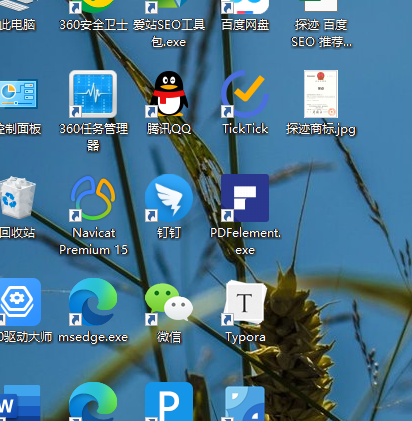 此电脑
360安全卫士
爱站SEO工具
包.exe
百度网盘
探迹 百度
SEO 推荐...
控制面板
360任务管理
器
腾讯QQ
TickTick
探迹商标.jpg
回收站
Navicat
Premium 15
钉钉
PDFelement.
exe
0驱动大师
msedge.exe
微信
T
Typora
W
P